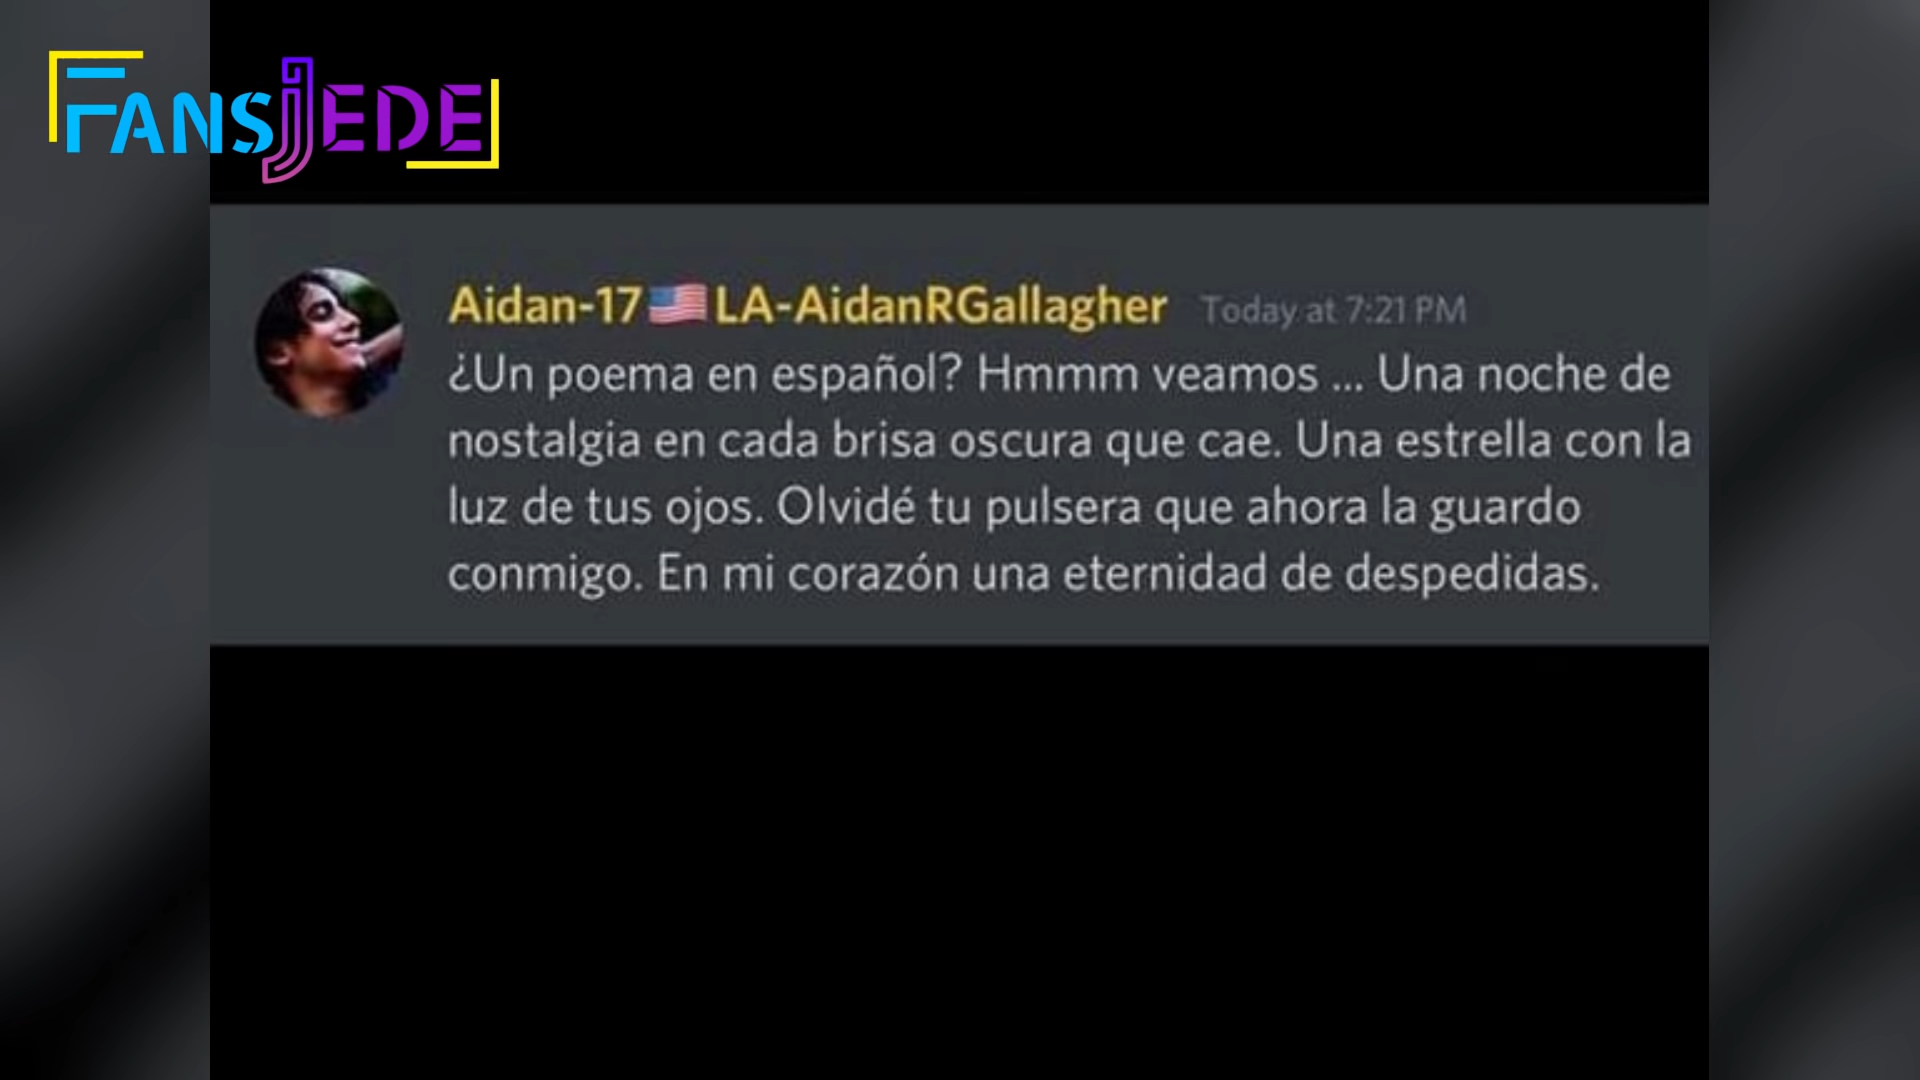 FANSJEDE
Aidan-17🇺🇸LA-AidanRGallagher Today at 7:21 PM
¿Un poema en español? Hmmm veamos ... Una noche de
nostalgia en cada brisa oscura que cae. Una estrella con la
luz de tus ojos. Olvidé tu pulsera que ahora la guardo
conmigo. En mi corazón una eternidad de despedidas.